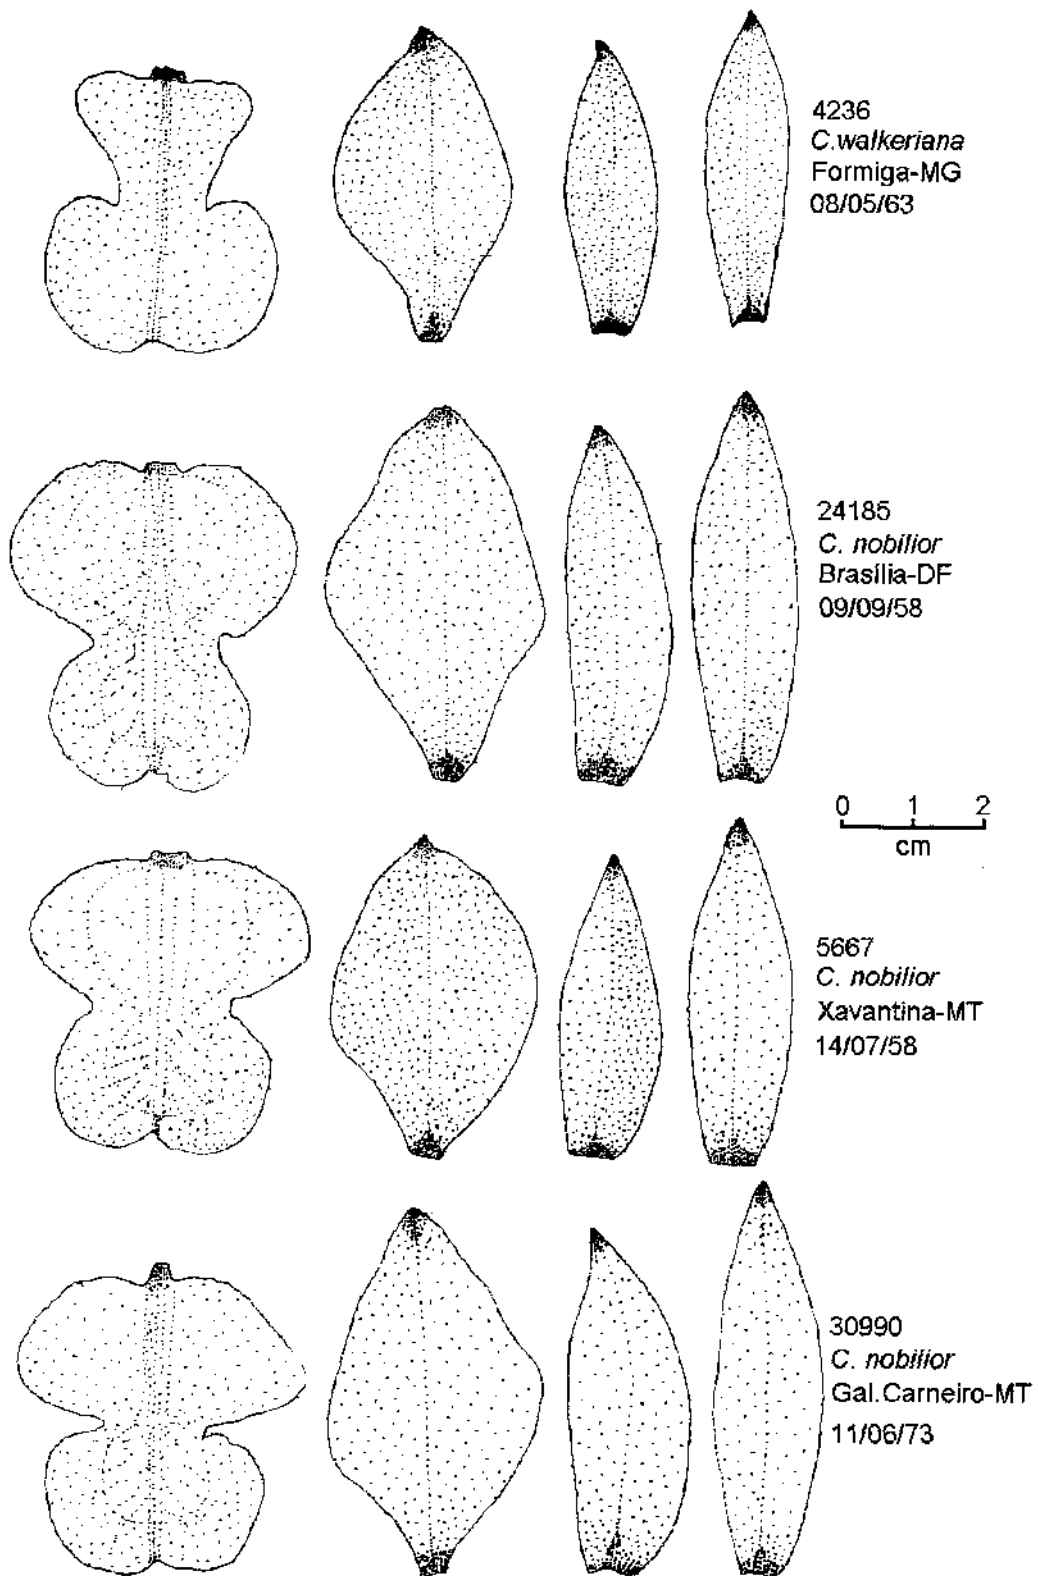 4236
C.walkeriana
Formiga-MG
08/05/63
24185
C. nobilior
Brasília-DF
09/09/58
0 1 2
cm
5667
C. nobilior
Xavantina-MT
14/07/58
30990
C. nobilior
Gal.Carneiro-MT
11/06/73